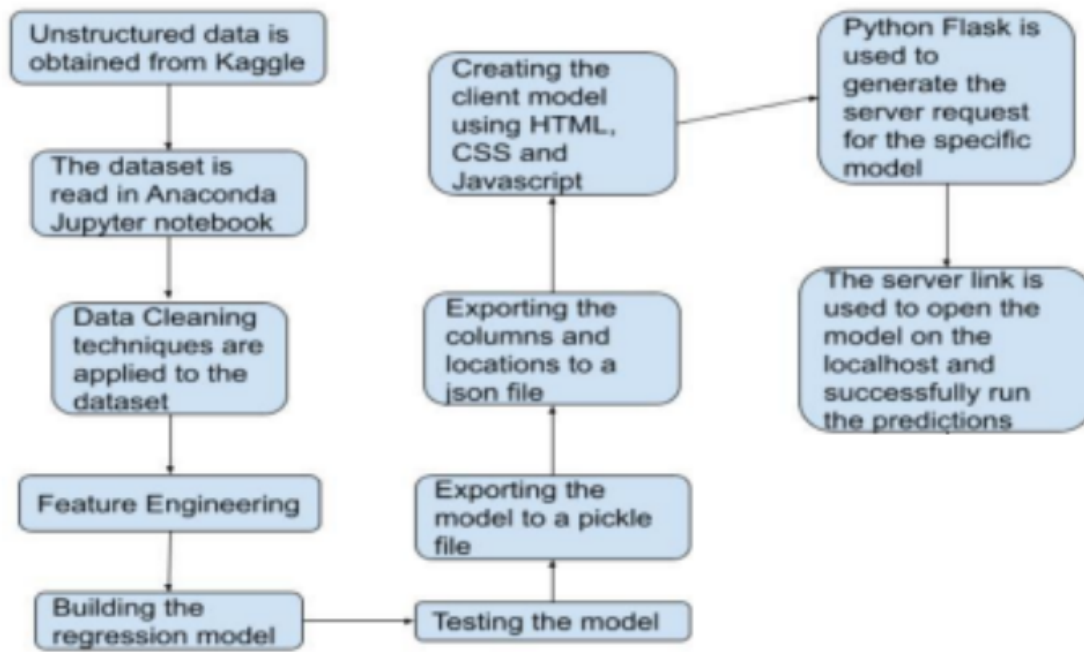 Unstructured data is
obtained from Kaggle
The dataset is
read in Anaconda
Jupyter notebook
Data Cleaning
techniques are
applied to the
dataset
Feature Engineering
Building the
regression model
Testing the model
Exporting the
model to a pickle
file
Exporting the
columns and
locations to a
json file
Creating the
client model
using HTML,
CSS and
Javascript
Python Flask is
used to
generate the
server request
for the specific
model
The server link is
used to open the
model on the
localhost and
successfully run
the predictions